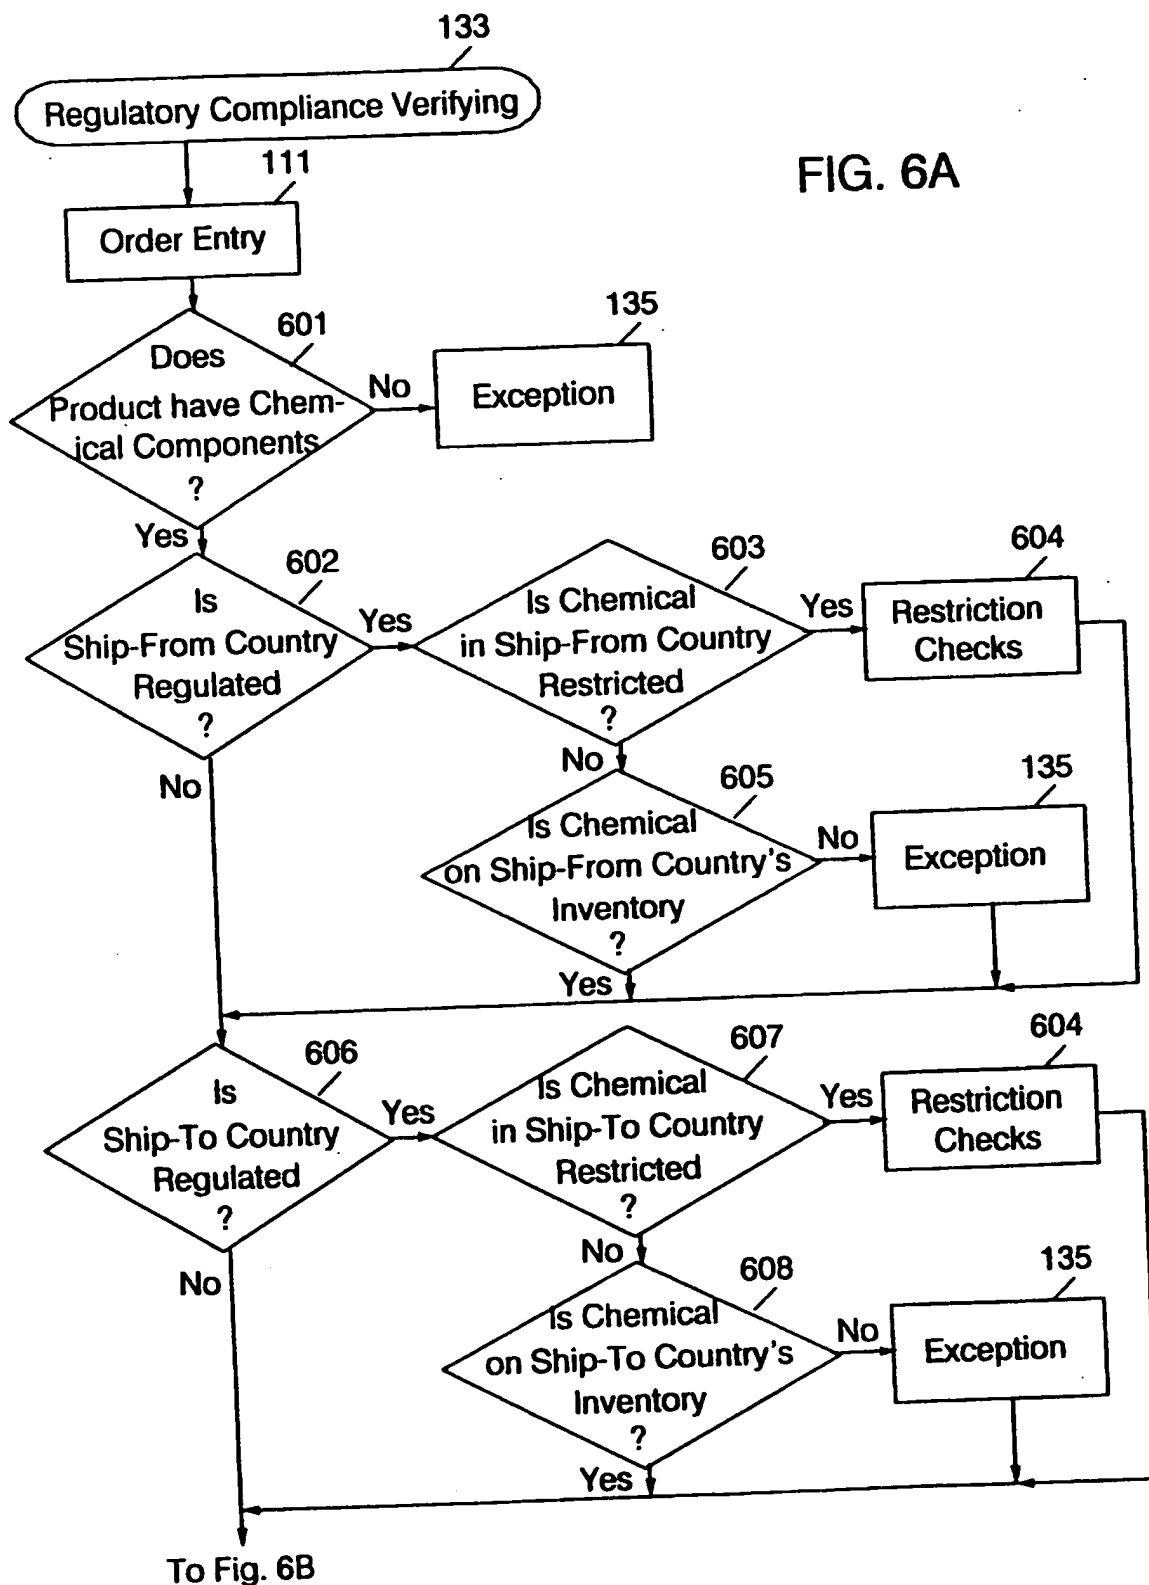 133
Regulatory Compliance Verifying
FIG. 6A
111
Order Entry
601
Does
Product have Chem-
ical Components
?
No
135
Exception
Yes
602
Is
Ship-From Country
Regulated
?
Yes
No
603
Is Chemical
in Ship-From Country
Restricted
?
Yes
604
Restriction
Checks
No
605
Is Chemical
on Ship-From Country's
Inventory
?
No
135
Exception
Yes
606
Is
Ship-To Country
Regulated
?
Yes
No
607
Is Chemical
in Ship-To Country
Restricted
?
Yes
604
Restriction
Checks
No
608
Is Chemical
on Ship-To Country's
Inventory
?
No
135
Exception
Yes
To Fig. 6B